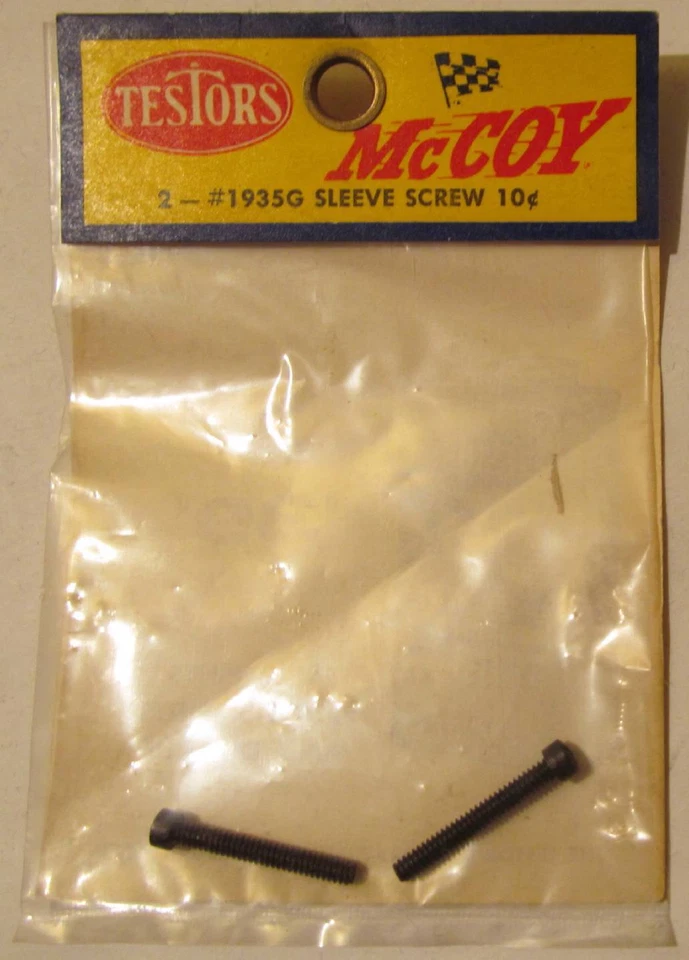 TESTORS
McCOY
2 — #1935G SLEEVE SCREW 10¢